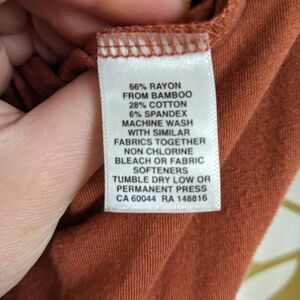 66% RAYON
FROM BAMBOO
28% COTTON
6% SPANDEX
MACHINE WASH
WITH SIMILAR
FABRICS TOGETHER
NON CHLORINE
BLEACH OR FABRIC
SOFTENERS
TUMBLE DRY LOW OR
PERMANENT PRESS
CA 60044 RA 148816